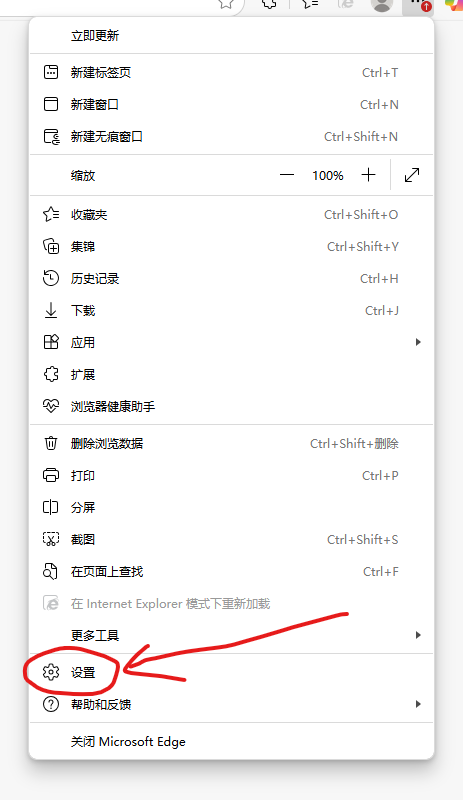 立即更新
新建标签页 Ctrl+T
新建窗口 Ctrl+N
新建无痕窗口 Ctrl+Shift+N
缩放 100%
收藏夹 Ctrl+Shift+O
集锦 Ctrl+Shift+Y
历史记录 Ctrl+H
下载 Ctrl+J
应用
扩展
浏览器健康助手
删除浏览数据 Ctrl+Shift+删除
打印 Ctrl+P
分屏
截图 Ctrl+Shift+S
在页面上查找 Ctrl+F
在 Internet Explorer 模式下重新加载
更多工具
设置
帮助和反馈
关闭 Microsoft Edge